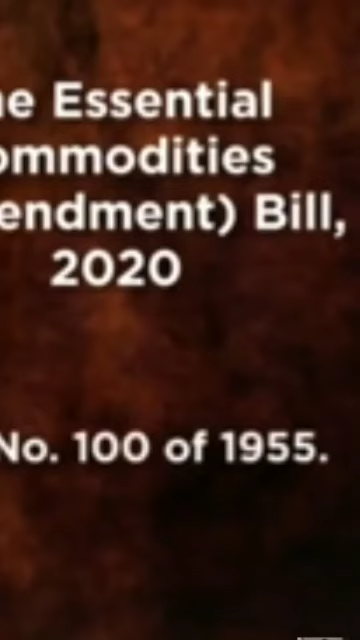 e Essential
ommodities
endment) Bill,
2020
No. 100 of 1955.